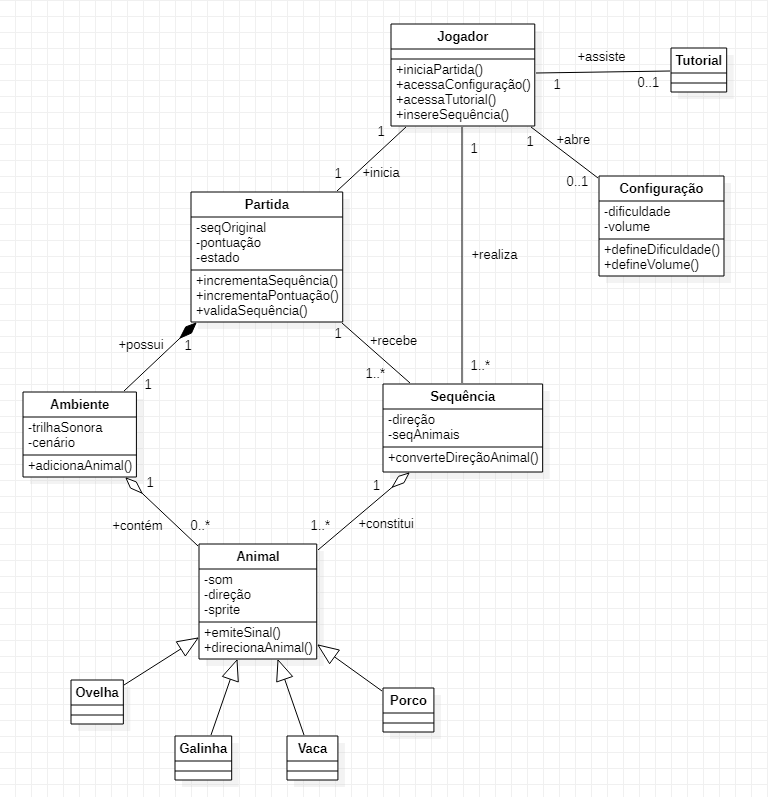 Jogador
+iniciaPartida()
+acessaConfiguração()
+acessaTutorial()
+insereSequência()
+assiste
1
0..1
Tutorial
1
1
+inicia
1
+realiza
1..*
1
+abre
0..1
Configuração
-dificuldade
-volume
+defineDificuldade()
+defineVolume()
Partida
-seqOriginal
-pontuação
-estado
+incrementaSequência()
+incrementaPontuação()
+validaSequência()
+possui
1
1
1
+recebe
1..*
Ambiente
-trilhaSonora
-cenário
+adicionaAnimal()
Sequência
-direção
-seqAnimais
+converteDireçãoAnimal()
1
+contém
0..*
1
1..*
+constitui
Animal
-som
-direção
-sprite
+emiteSinal()
+direcionaAnimal()
Ovelha
Galinha
Vaca
Porco